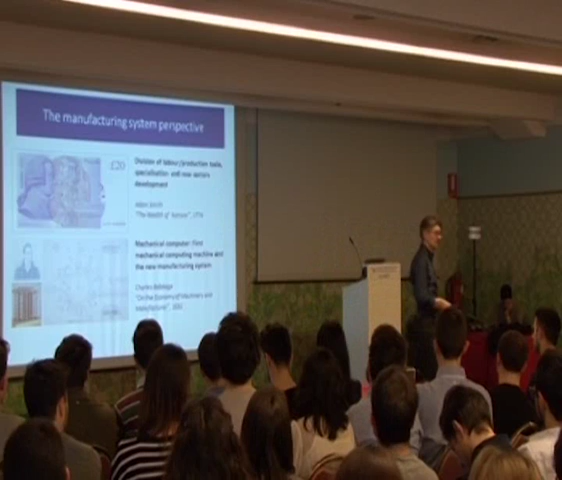 The manufacturing system perspective
£20
Division of labour/production tasks,
specialisation and new sectors
development
Adam Smith
"The Wealth of Nations", 1776
Mechanical computer: First
mechanical computing machine and
the new manufacturing system
Charles Babbage
"On the Economy of Machinery and
Manufacture", 1832